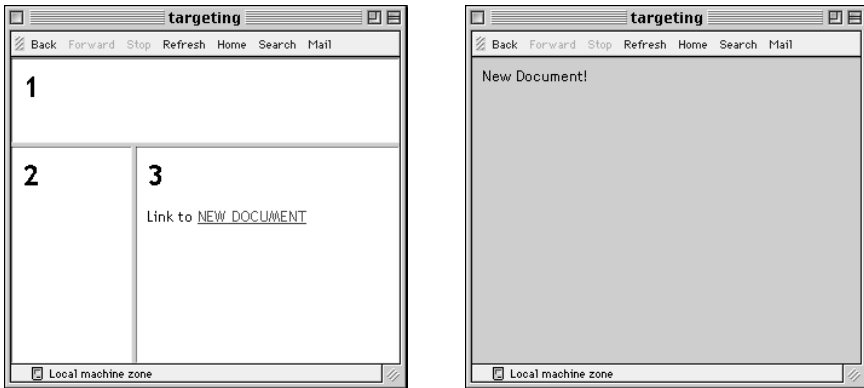 targeting
Back Forward Stop Refresh Home Search Mail
1
2
3
Link to NEW DOCUMENT
Local machine zone
targeting
Back Forward Stop Refresh Home Search Mail
New Document!
Local machine zone